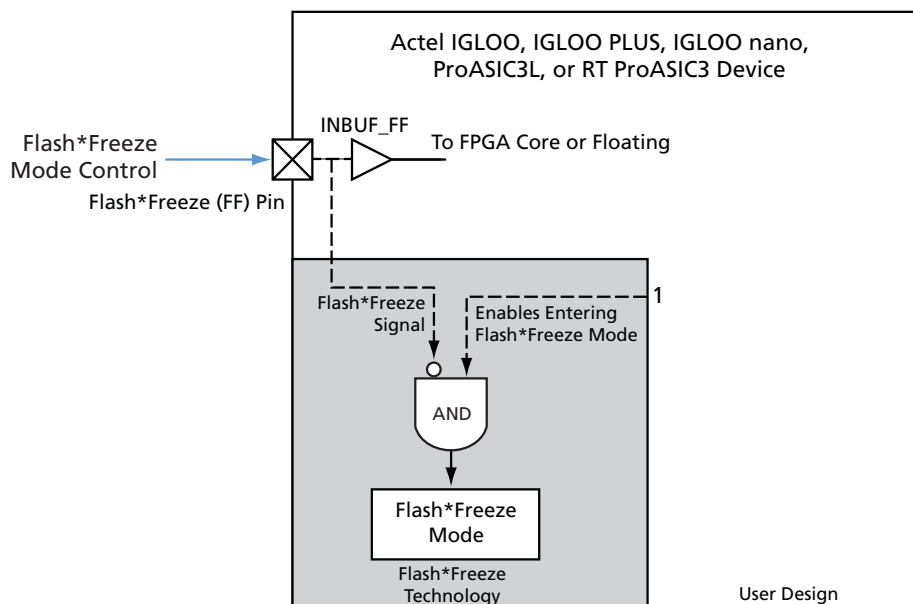 Actel IGLOO, IGLOO PLUS, IGLOO nano,
ProASIC3L, or RT ProASIC3 Device
INBUF_FF
To FPGA Core or Floating
Flash*Freeze
Mode Control
Flash*Freeze (FF) Pin
1
Flash*Freeze
Signal
Enables Entering
Flash*Freeze Mode
AND
Flash*Freeze
Mode
Flash*Freeze
Technology
User Design